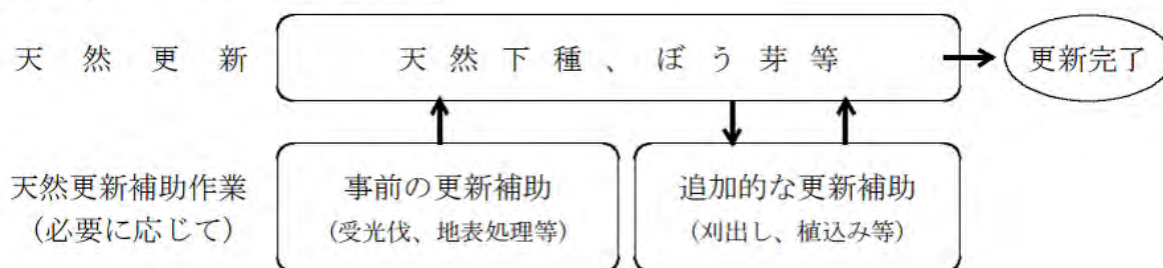 天然更新
天然下種、ぼう芽等
更新完了
天然更新補助作業
(必要に応じて)
事前の更新補助
(受光伐、地表処理等)
追加的な更新補助
(刈出し、植込み等)